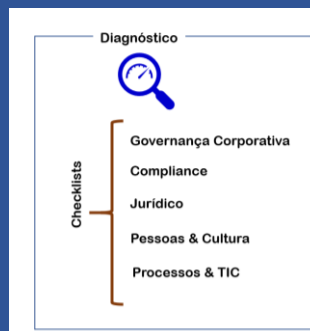 Diagnóstico
Checklists
Governança Corporativa
Compliance
Jurídico
Pessoas & Cultura
Processos & TIC